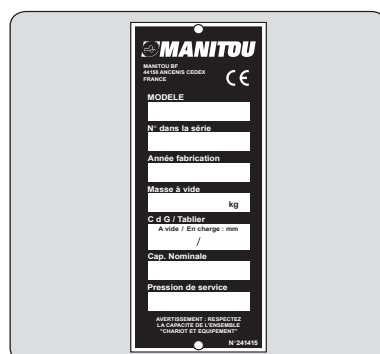 MANITOU
MANITOU BF
44150 ANCENIS CEDEX
FRANCE
CE
MODELE
N° dans la série
Année fabrication
Masse à vide
kg
C d G / Tablier
A vide / En charge : mm
/
Cap. Nominale
Pression de service
AVERTISSEMENT : RESPECTEZ
LA CAPACITE DE L'ENSEMBLE
"CHARIOT ET EQUIPEMENT"
N°241415